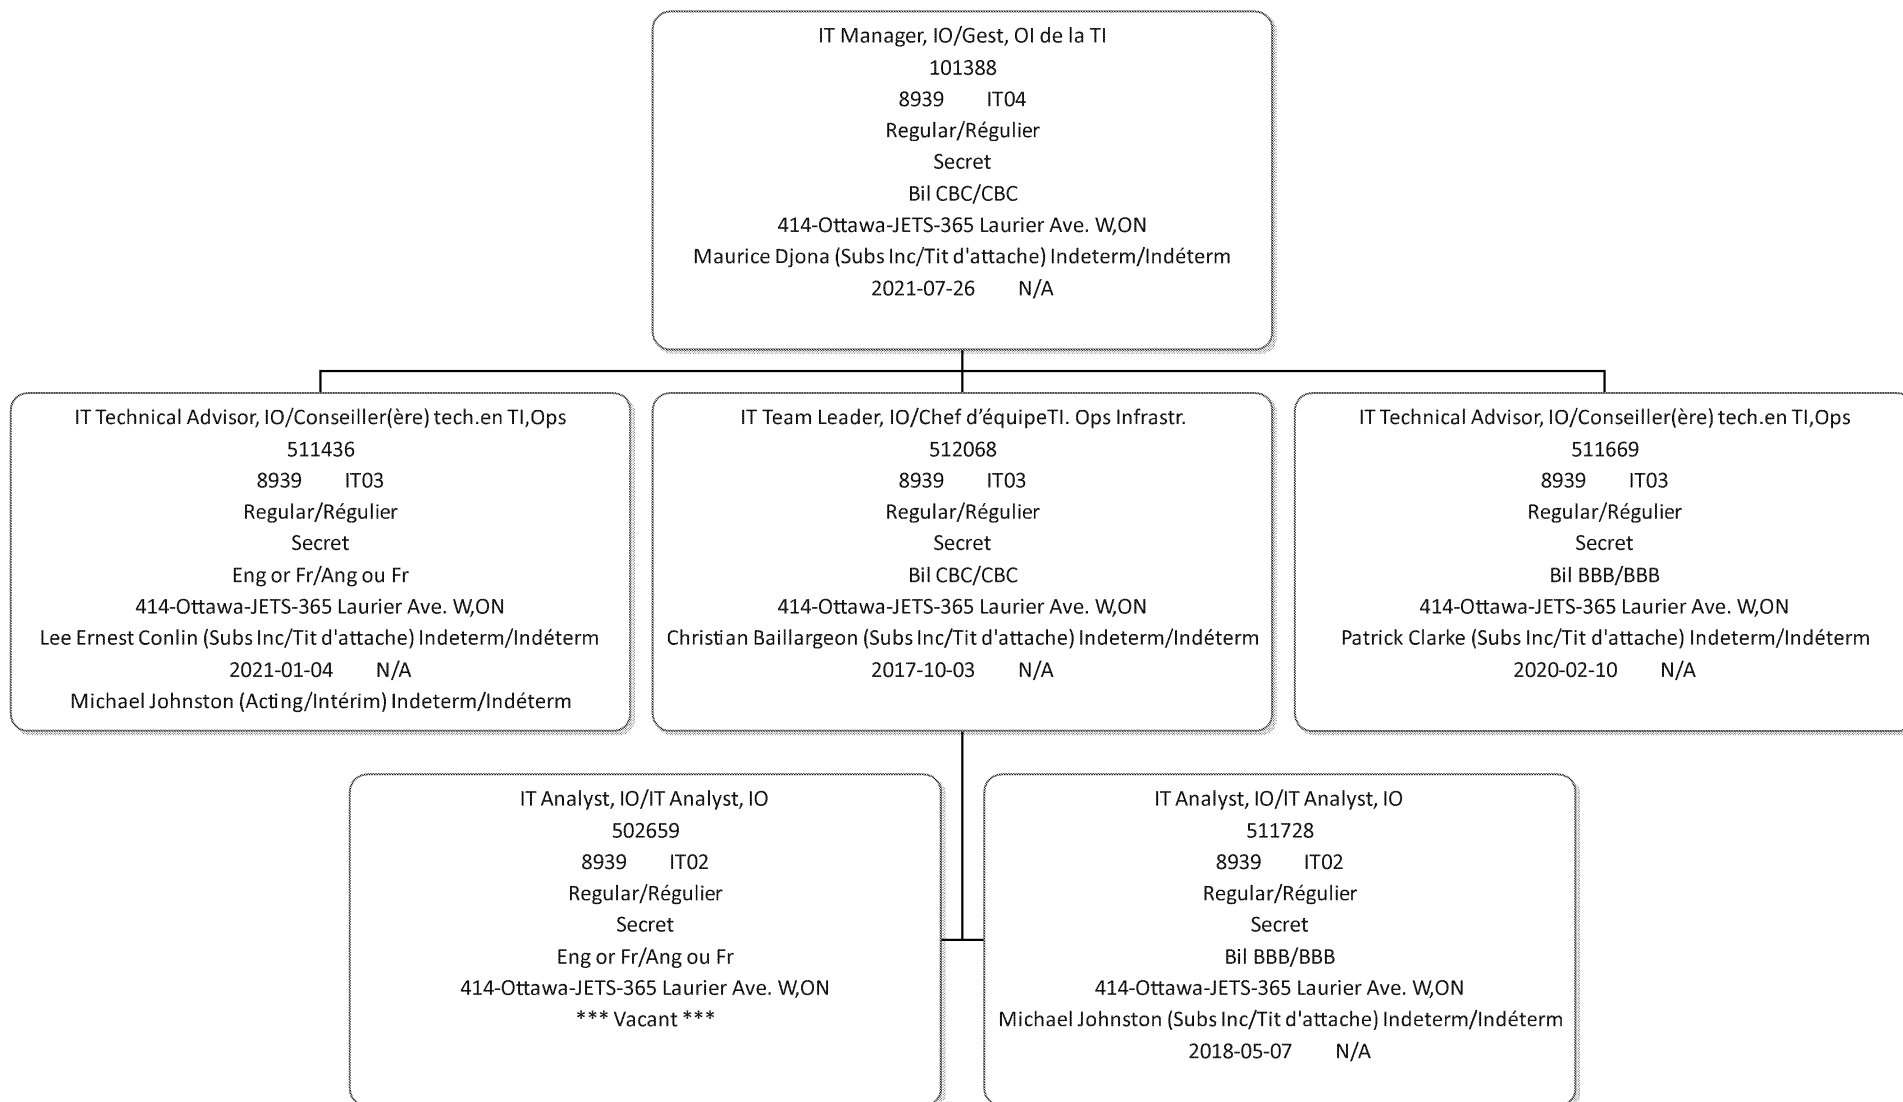 IT Manager, IO/Gest, OI de la TI
101388
8939 IT04
Regular/Régulier
Secret
Bil CBC/CBC
414-Ottawa-JETS-365 Laurier Ave. W,ON
Maurice Djona (Subs Inc/Tit d'attache) Indeterm/Indéterm
2021-07-26 N/A
IT Technical Advisor, IO/Conseiller(ère) tech.en TI,Ops
511436
8939 IT03
Regular/Régulier
Secret
Eng or Fr/Ang ou Fr
414-Ottawa-JETS-365 Laurier Ave. W,ON
Lee Ernest Conlin (Subs Inc/Tit d'attache) Indeterm/Indéterm
2021-01-04 N/A
Michael Johnston (Acting/Intérim) Indeterm/Indéterm
IT Team Leader, IO/Chef d’équipeTI. Ops Infrastr.
512068
8939 IT03
Regular/Régulier
Secret
Bil CBC/CBC
414-Ottawa-JETS-365 Laurier Ave. W,ON
Christian Baillargeon (Subs Inc/Tit d'attache) Indeterm/Indéterm
2017-10-03 N/A
IT Technical Advisor, IO/Conseiller(ère) tech.en TI,Ops
511669
8939 IT03
Regular/Régulier
Secret
Bil BBB/BBB
414-Ottawa-JETS-365 Laurier Ave. W,ON
Patrick Clarke (Subs Inc/Tit d'attache) Indeterm/Indéterm
2020-02-10 N/A
IT Analyst, IO/IT Analyst, IO
502659
8939 IT02
Regular/Régulier
Secret
Eng or Fr/Ang ou Fr
414-Ottawa-JETS-365 Laurier Ave. W,ON
*** Vacant ***
IT Analyst, IO/IT Analyst, IO
511728
8939 IT02
Regular/Régulier
Secret
Bil BBB/BBB
414-Ottawa-JETS-365 Laurier Ave. W,ON
Michael Johnston (Subs Inc/Tit d'attache) Indeterm/Indéterm
2018-05-07 N/A